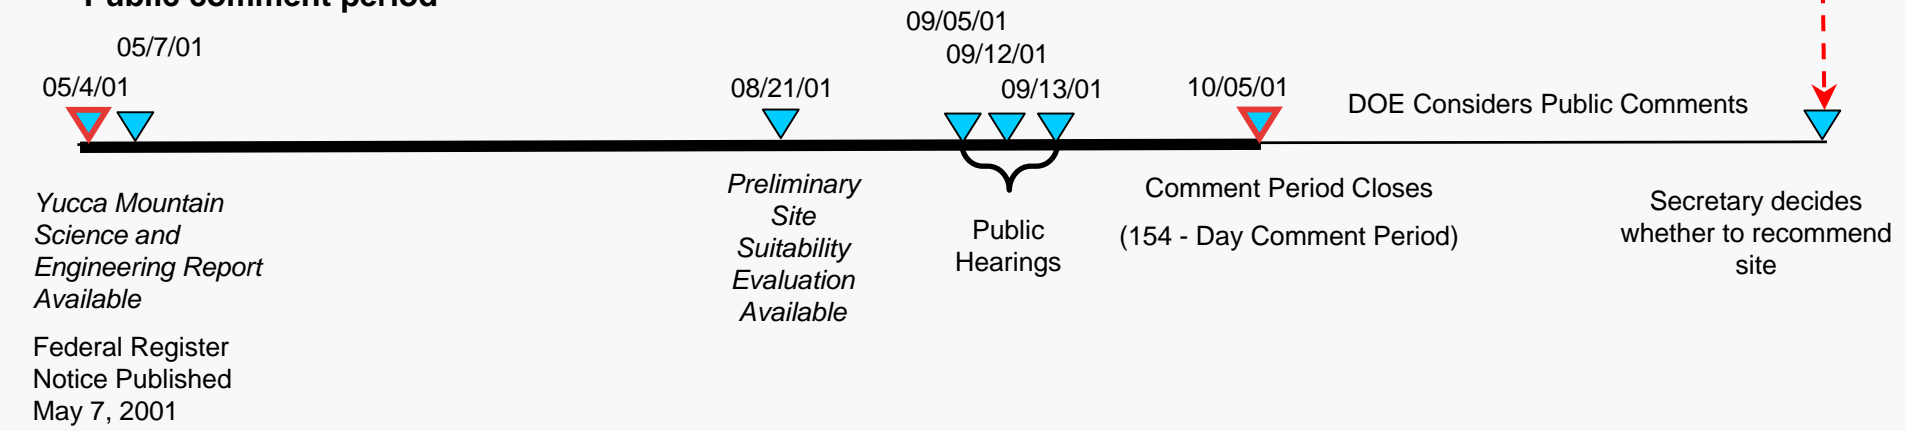 Public comment period
05/7/01
05/4/01
08/21/01
09/05/01
09/12/01
09/13/01
10/05/01
DOE Considers Public Comments
Yucca Mountain
Science and
Engineering Report
Available
Federal Register
Notice Published
May 7, 2001
Preliminary
Site
Suitability
Evaluation
Available
Public
Hearings
Comment Period Closes
(154 - Day Comment Period)
Secretary decides
whether to recommend
site